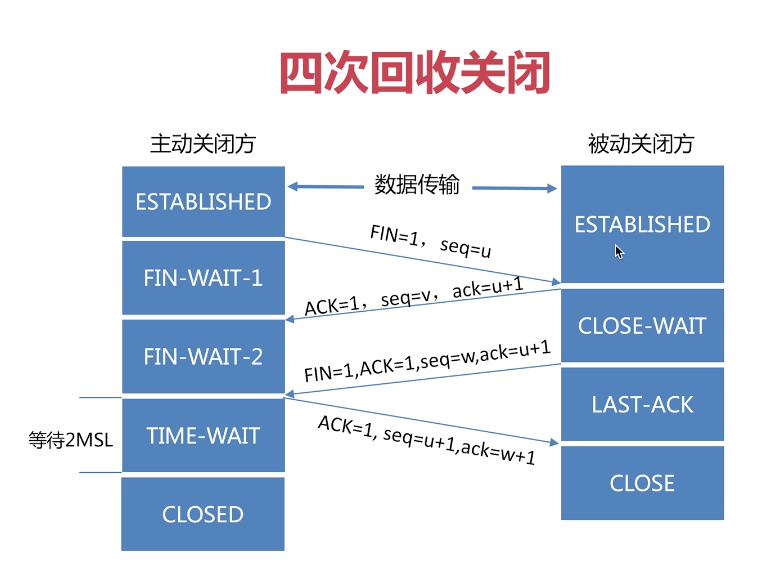 四次回收关闭
主动关闭方
被动关闭方
数据传输
ESTABLISHED
ESTABLISHED
FIN=1，seq=u
FIN-WAIT-1
ACK=1，seq=v，ack=u+1
CLOSE-WAIT
FIN-WAIT-2
FIN=1,ACK=1,seq=w,ack=u+1
LAST-ACK
等待2MSL
TIME-WAIT
ACK=1, seq=u+1,ack=w+1
CLOSE
CLOSED